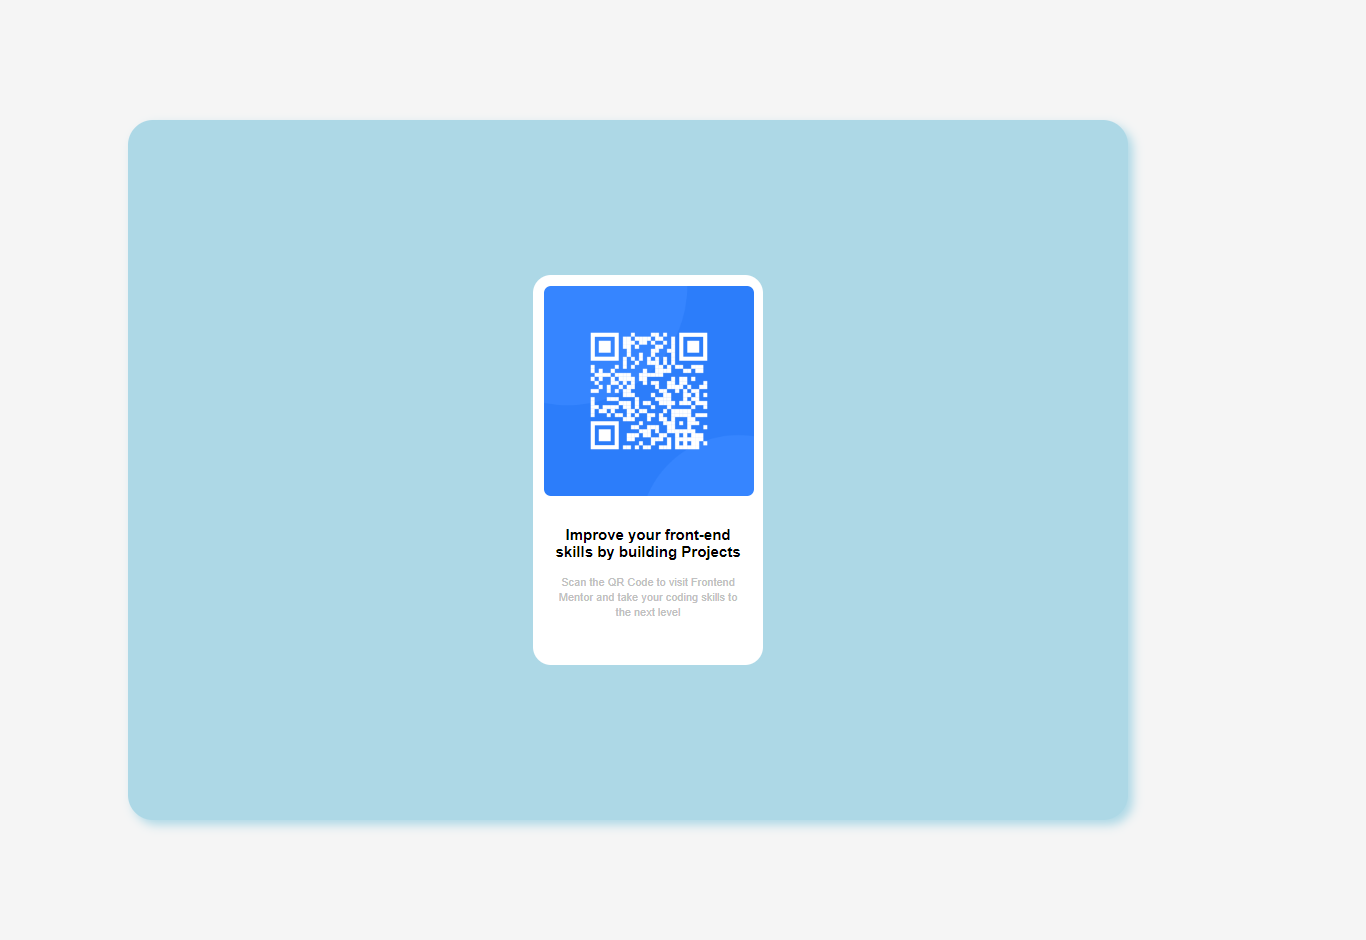 Improve your front-end
skills by building Projects
Scan the QR Code to visit Frontend
Mentor and take your coding skills to
the next level